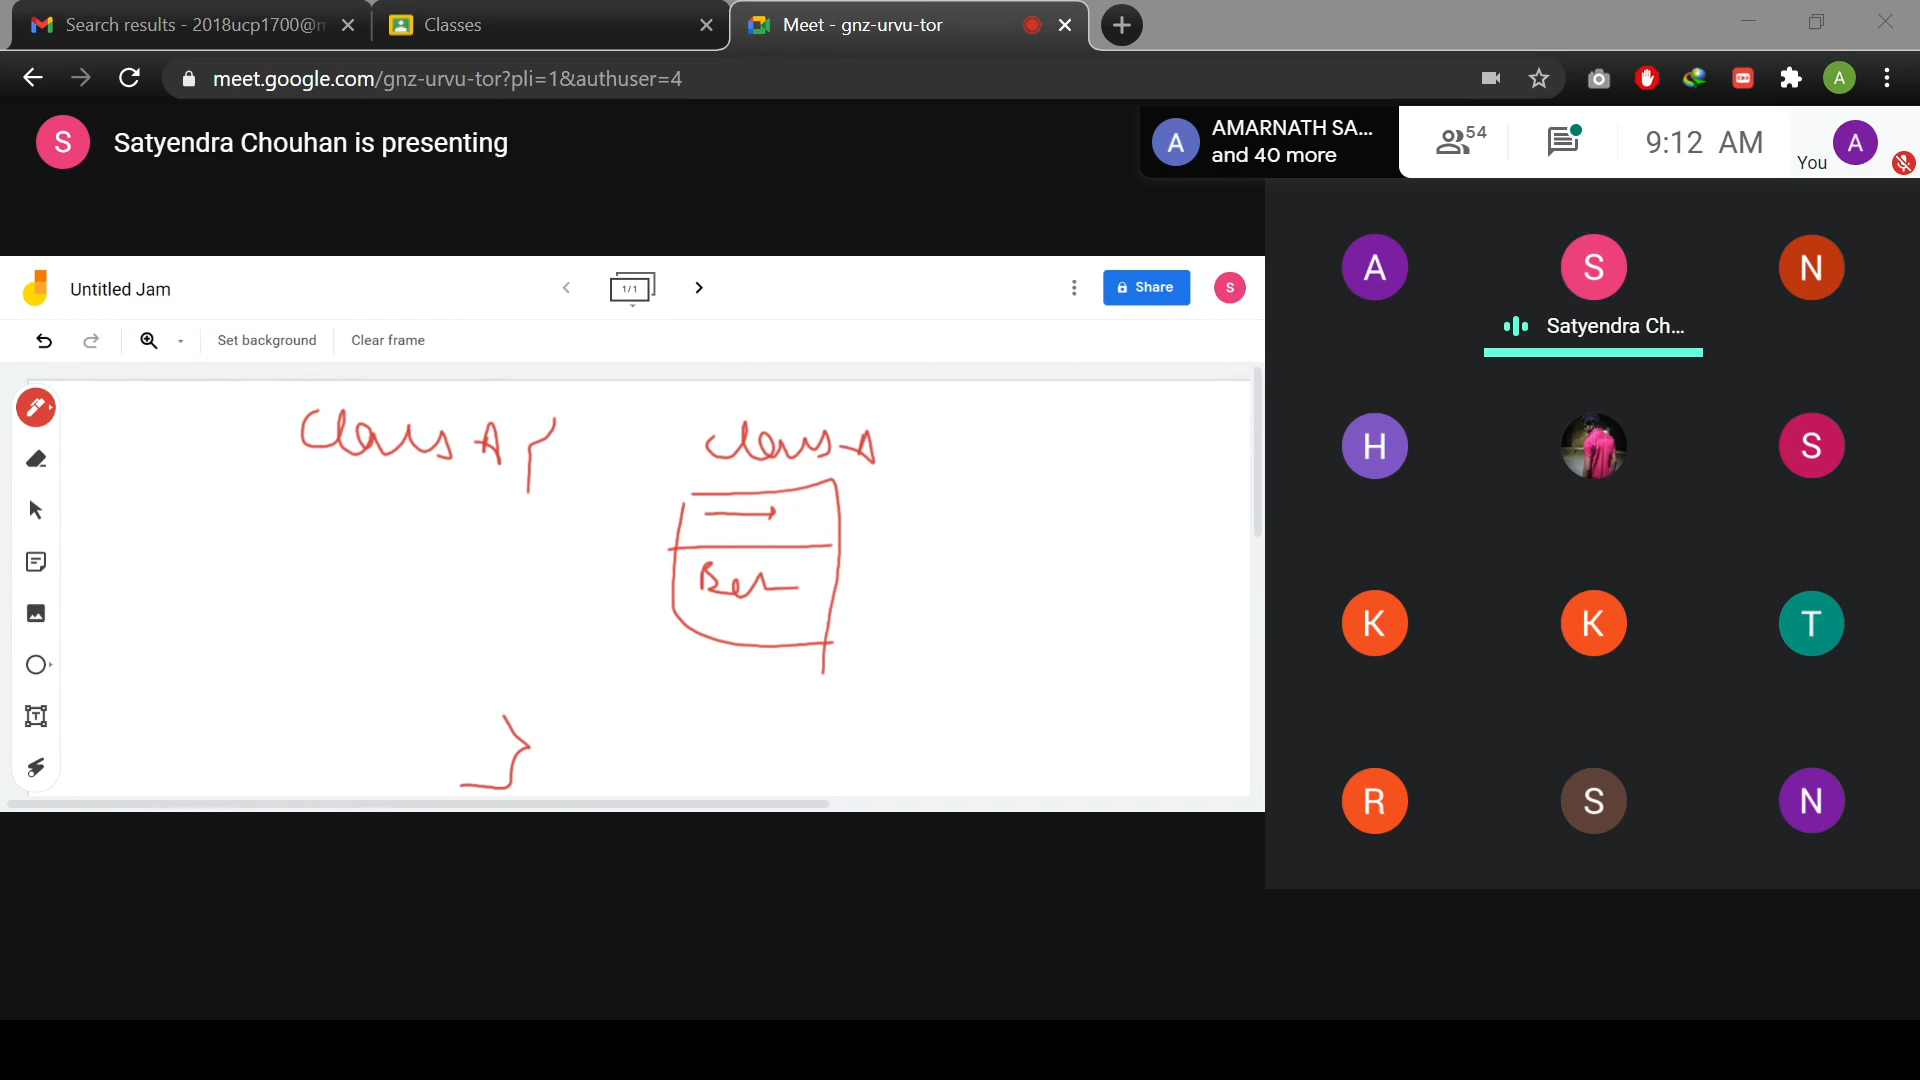 Search results - 2018ucp1700@m
Classes
Meet - gnz-urvu-tor
meet.google.com/gnz-urvu-tor?pli=1&authuser=4
A
S
Satyendra Chouhan is presenting
A
AMARNATH SA...
and 40 more
54
9:12 AM
You
A
Untitled Jam
1/1
Share
S
Set background
Clear frame
Class A {
Class A
Beh
}
A
S
N
Satyendra Ch...
H
S
K
K
T
R
S
N